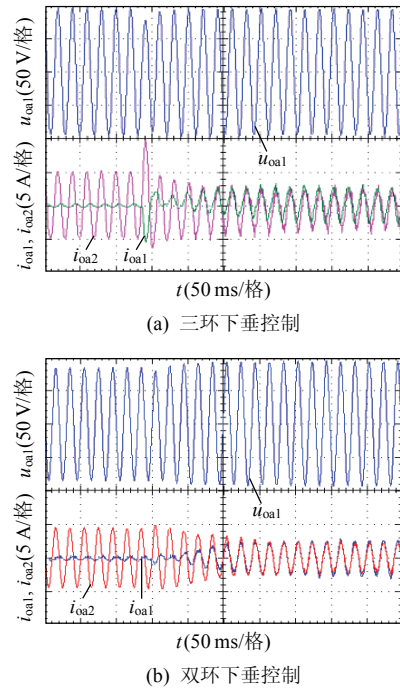 u_oa1(50 V/格)
u_oa1
i_oa1, i_oa2(5 A/格)
i_oa2
i_oa1
t(50 ms/格)
(a) 三环下垂控制
u_oa1(50 V/格)
u_oa1
i_oa1, i_oa2(5 A/格)
i_oa2
i_oa1
t(50 ms/格)
(b) 双环下垂控制